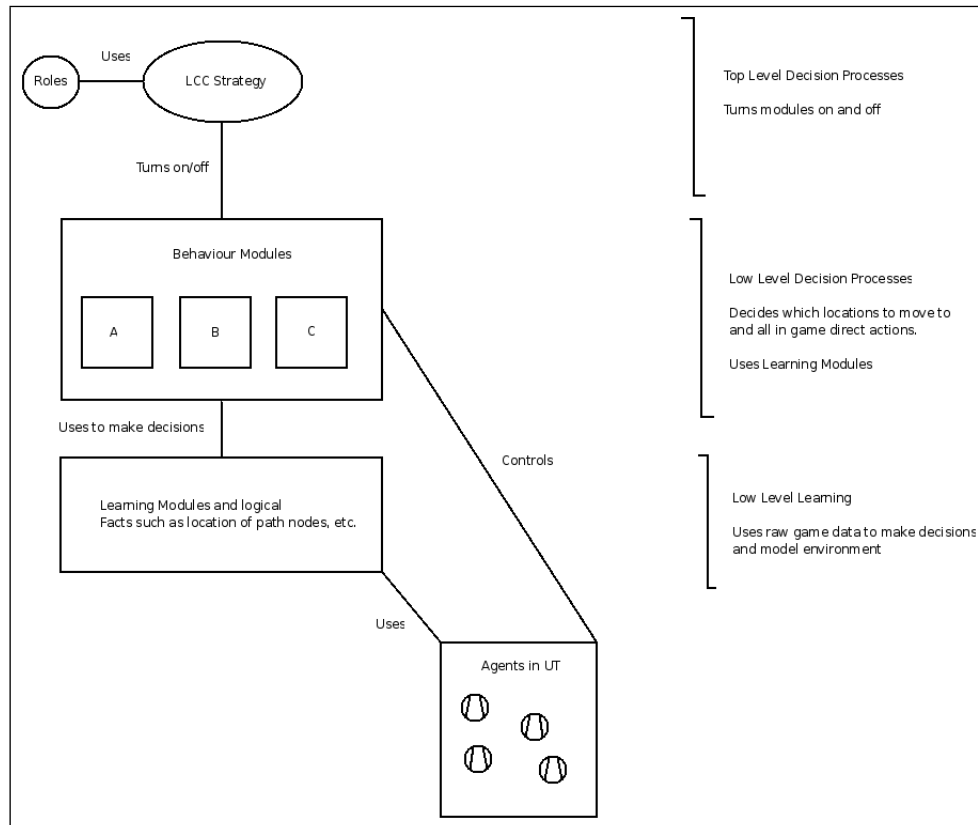 Uses
Roles
LCC Strategy
Turns on/off
Behaviour Modules
A
B
C
Uses to make decisions
Learning Modules and logical
Facts such as location of path nodes, etc.
Controls
Uses
Agents in UT
Top Level Decision Processes
Turns modules on and off
Low Level Decision Processes
Decides which locations to move to
and all in game direct actions.
Uses Learning Modules
Low Level Learning
Uses raw game data to make decisions
and model environment